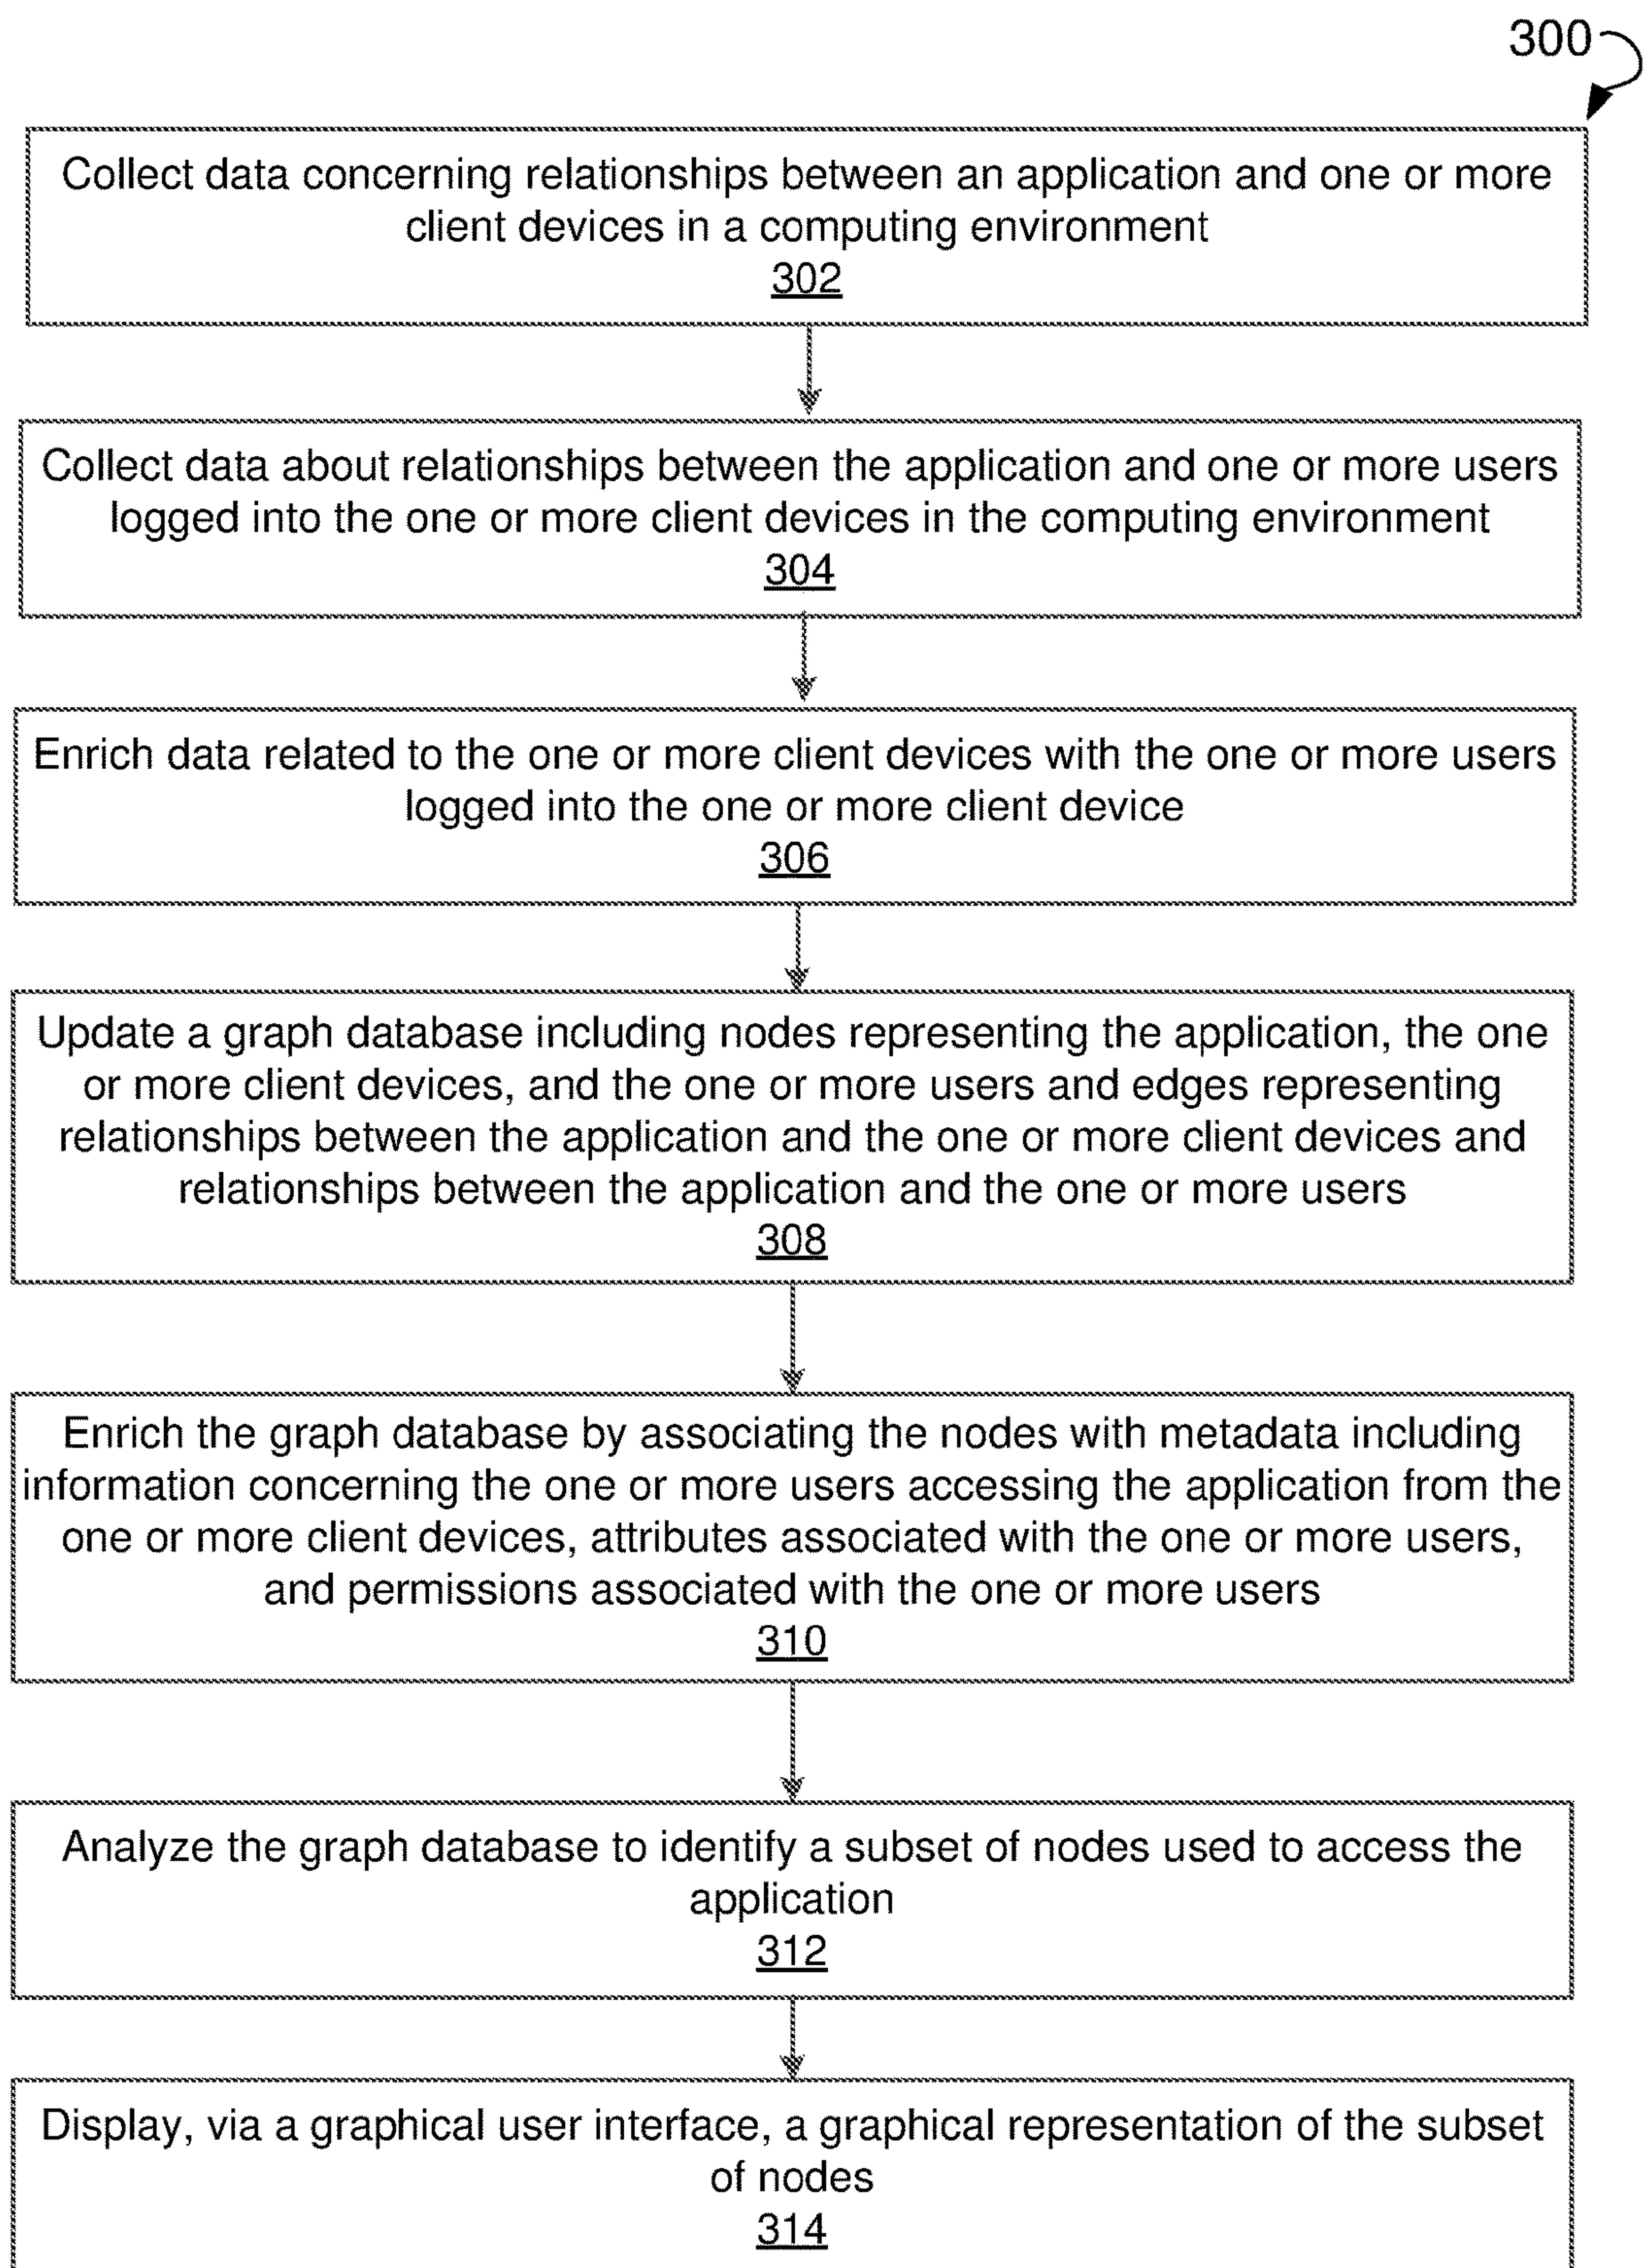 300
Collect data concerning relationships between an application and one or more
client devices in a computing environment
302
Collect data about relationships between the application and one or more users
logged into the one or more client devices in the computing environment
304
Enrich data related to the one or more client devices with the one or more users
logged into the one or more client device
306
Update a graph database including nodes representing the application, the one
or more client devices, and the one or more users and edges representing
relationships between the application and the one or more client devices and
relationships between the application and the one or more users
308
Enrich the graph database by associating the nodes with metadata including
information concerning the one or more users accessing the application from the
one or more client devices, attributes associated with the one or more users,
and permissions associated with the one or more users
310
Analyze the graph database to identify a subset of nodes used to access the
application
312
Display, via a graphical user interface, a graphical representation of the subset
of nodes
314